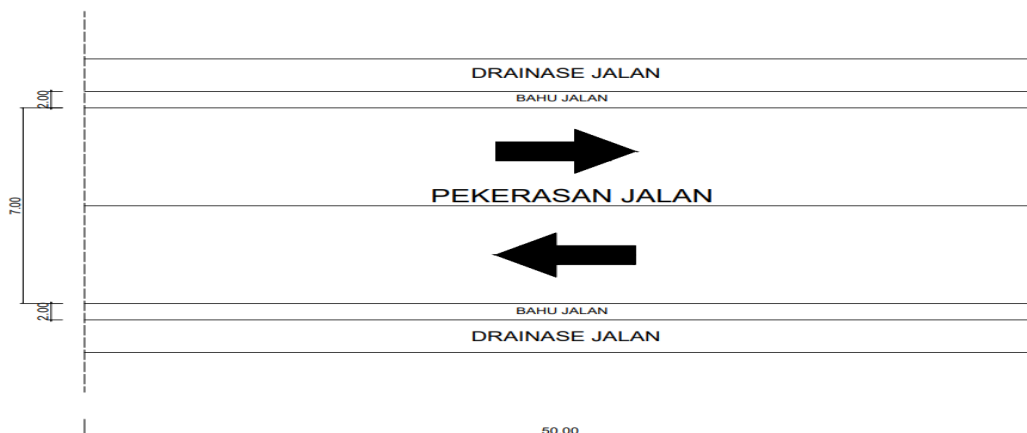 DRAINASE JALAN
2.00
BAHU JALAN
7.00
PEKERASAN JALAN
2.00
BAHU JALAN
DRAINASE JALAN
50.00